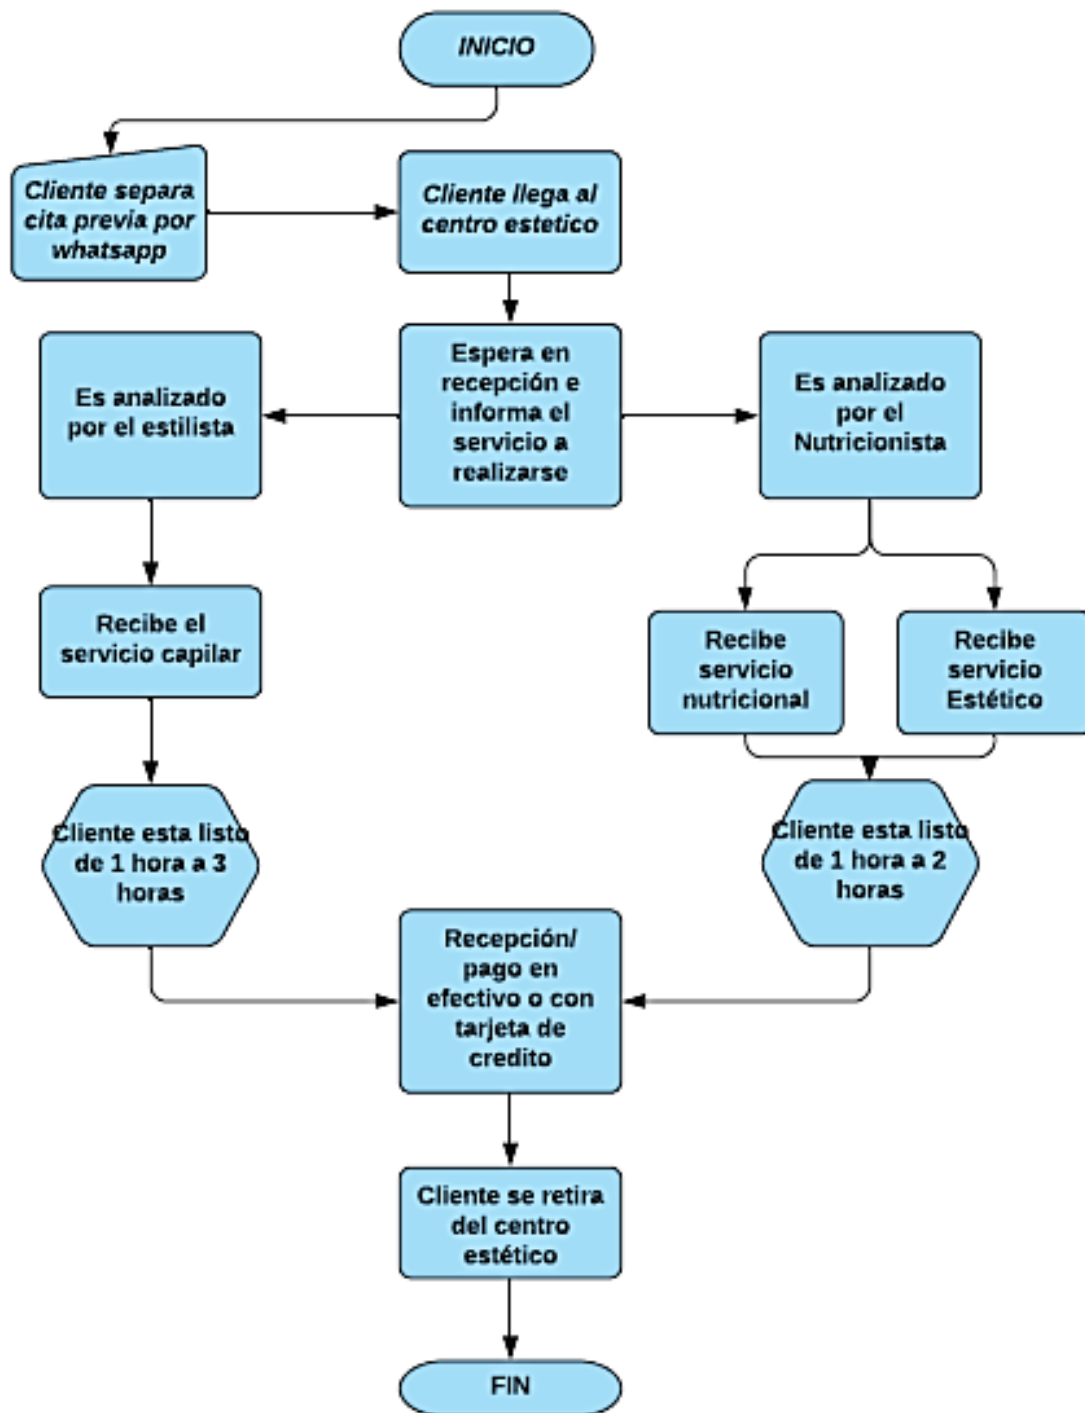 INICIO
Cliente separa
cita previa por
whatsapp
Cliente llega al
centro estetico
Es analizado
por el estilista
Espera en
recepción e
informa el
servicio a
realizarse
Es analizado
por el
Nutricionista
Recibe el
servicio capilar
Recibe
servicio
nutricional
Recibe
servicio
Estético
Cliente esta listo
de 1 hora a 3
horas
Cliente esta listo
de 1 hora a 2
horas
Recepción/
pago en
efectivo o con
tarjeta de
credito
Cliente se retira
del centro
estético
FIN